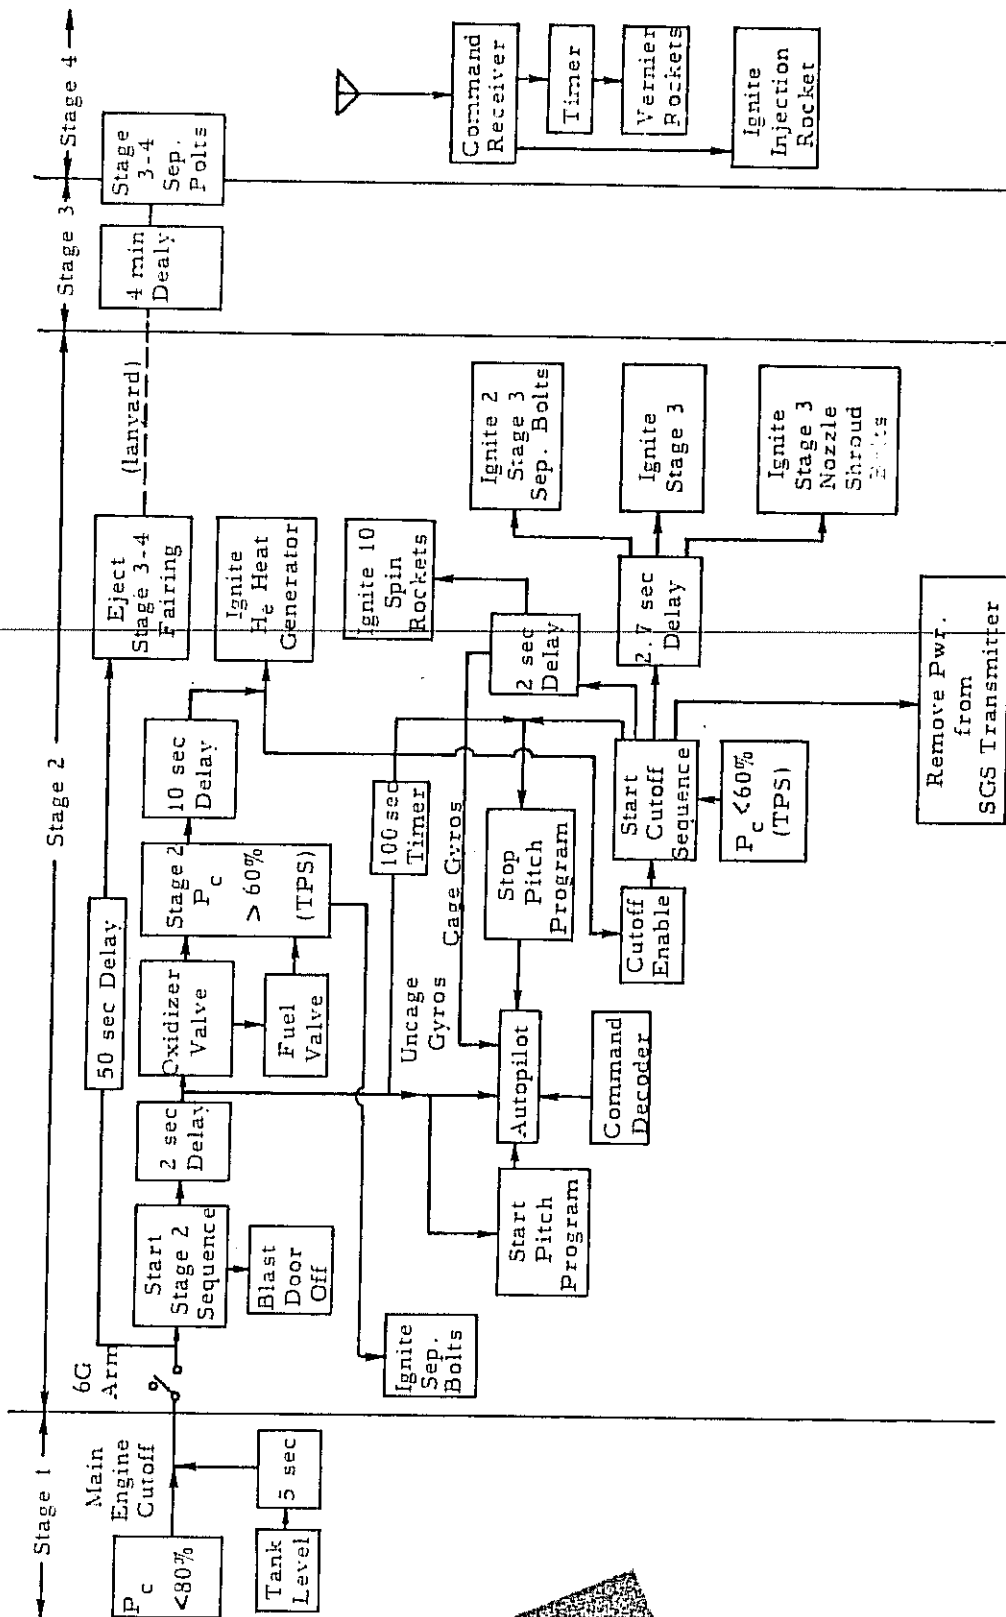 Stage 1
Stage 2
Stage 3
Stage 4
Main
Engine
Cutoff
P c
<80%
Tank
Level
5 sec
6G
Arm
50 sec Delay
Start
Stage 2
Sequence
Blast
Door
Off
2 sec
Delay
Oxidizer
Valve
Fuel
Valve
Stage 2
P c
> 60%
(TPS)
10 sec
Delay
Eject
Stage 3-4
Fairing
(lanyard)
4 min
Dealy
Stage
3-4
Sep.
Polts
Ignite
He Heat
Generator
Ignite
Sep.
Bolts
Uncage
Gyros
Cage Gyros
100 sec
Timer
Start
Pitch
Program
Autopilot
Command
Decoder
Stop
Pitch
Program
2 sec
Delay
Ignite 10
Spin
Rockets
Cutoff
Enable
Start
Cutoff
Sequence
P c <60%
(TPS)
2.7 sec
Delay
Ignite 2
Stage 3
Sep. Bolts
Ignite
Stage 3
Ignite
Stage 3
Nozzle
Shroud
Remove Pwr.
from
SGS Transmitter
Command
Receiver
Timer
Vernier
Rockets
Ignite
Injection
Rocket